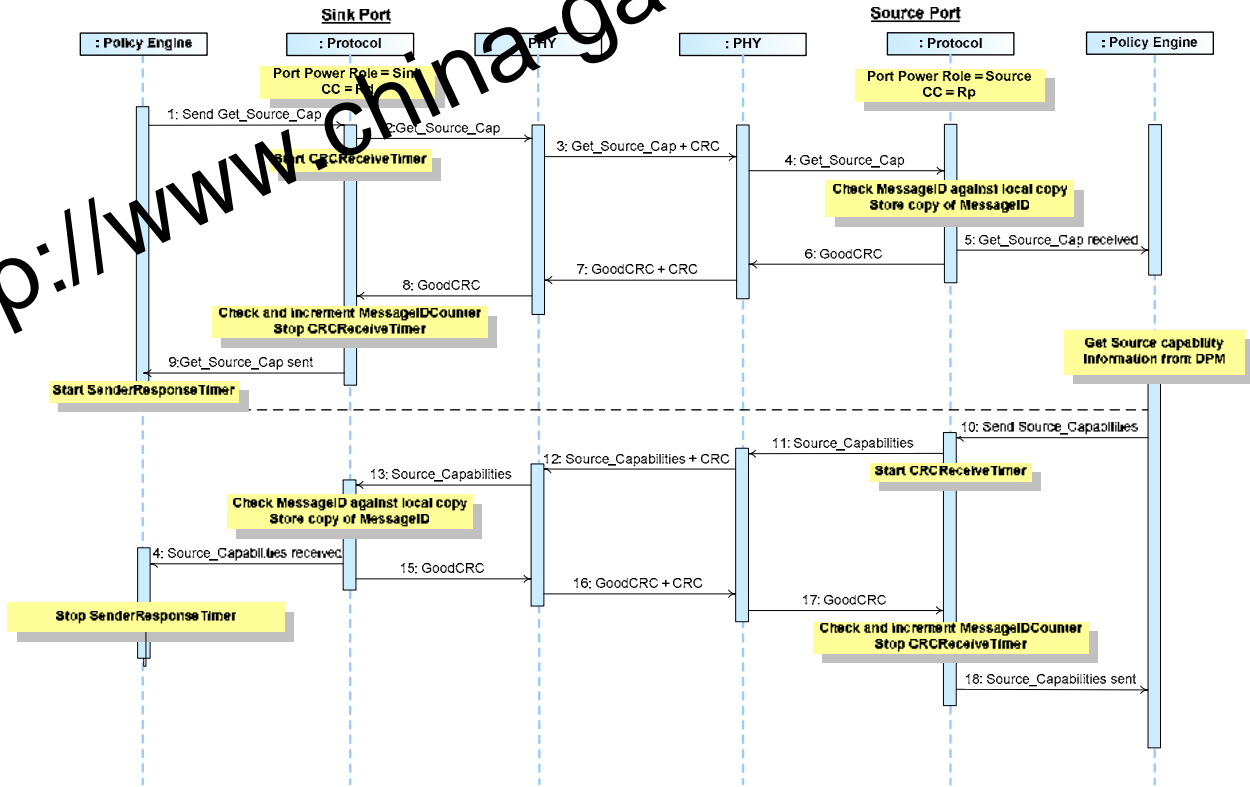 Sink Port
Source Port
: Policy Engine
: Protocol
: PHY
: PHY
: Protocol
: Policy Engine
Port Power Role = Sink
CC = Rd
Port Power Role = Source
CC = Rp
p://www.china-ga
1: Send Get_Source_Cap
2:Get_Source_Cap
Start CRCReceiveTimer
3: Get_Source_Cap + CRC
4: Get_Source_Cap
Check MessageID against local copy
Store copy of MessageID
5: Get_Source_Cap received
6: GoodCRC
7: GoodCRC + CRC
8: GoodCRC
Check and increment MessageIDCounter
Stop CRCReceiveTimer
9:Get_Source_Cap sent
Start SenderResponseTimer
Get Source capability
information from DPM
10: Send Source_Capabilities
11: Source_Capabilities
Start CRCReceiveTimer
12: Source_Capabilities + CRC
13: Source_Capabilities
Check MessageID against local copy
Store copy of MessageID
4: Source_Capabilities received
15: GoodCRC
16: GoodCRC + CRC
17: GoodCRC
Stop SenderResponseTimer
Check and increment MessageIDCounter
Stop CRCReceiveTimer
18: Source_Capabilities sent